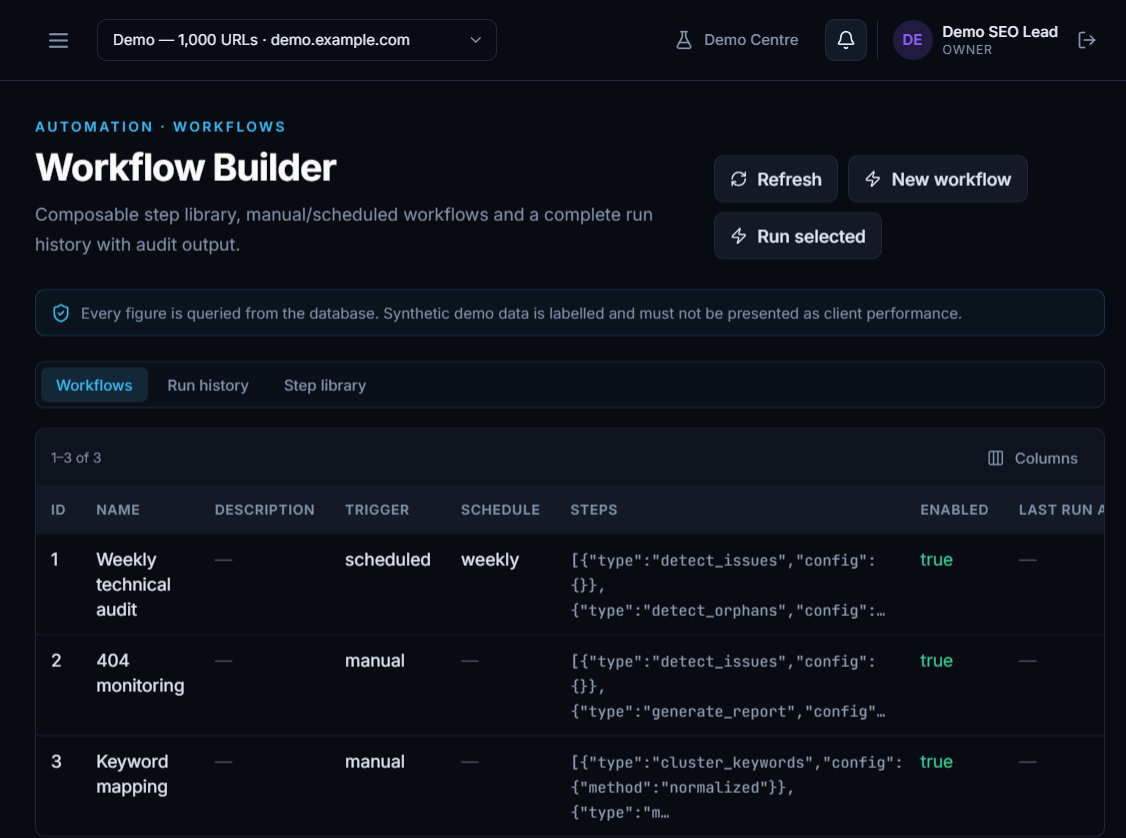 Demo — 1,000 URLs · demo.example.com
Demo Centre
DE
Demo SEO Lead
OWNER
AUTOMATION · WORKFLOWS
Workflow Builder
Composable step library, manual/scheduled workflows and a complete run
history with audit output.
Refresh
New workflow
Run selected
Every figure is queried from the database. Synthetic demo data is labelled and must not be presented as client performance.
Workflows Run history Step library
1–3 of 3
Columns
ID NAME DESCRIPTION TRIGGER SCHEDULE STEPS ENABLED LAST RUN A
1 Weekly — scheduled weekly [{"type":"detect_issues","config": true —
technical {}},
audit {"type":"detect_orphans","config":…
2 404 — manual — [{"type":"detect_issues","config": true —
monitoring {}},
{"type":"generate_report","config"…
3 Keyword — manual — [{"type":"cluster_keywords","config": true —
mapping {"method":"normalized"}},
{"type":"m…